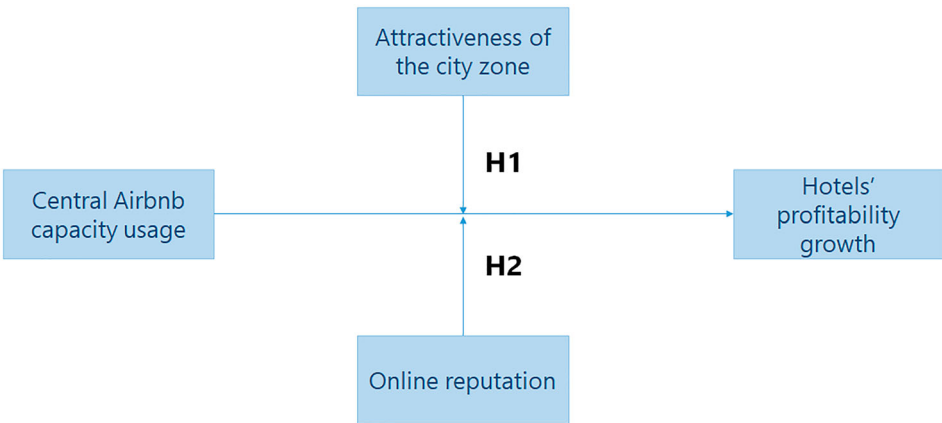 Attractiveness of
the city zone
H1
Central Airbnb
capacity usage
Hotels’
profitability
growth
H2
Online reputation